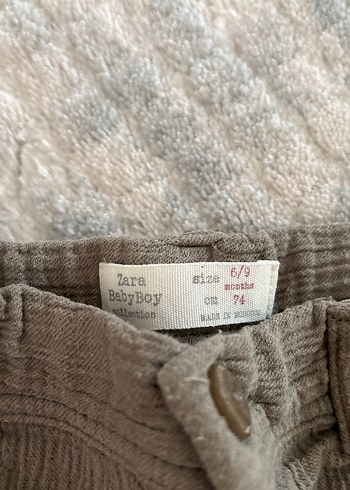 Zara
BabyBoy
collection
size 6/9
months
cm 74
MADE IN MOROCCO